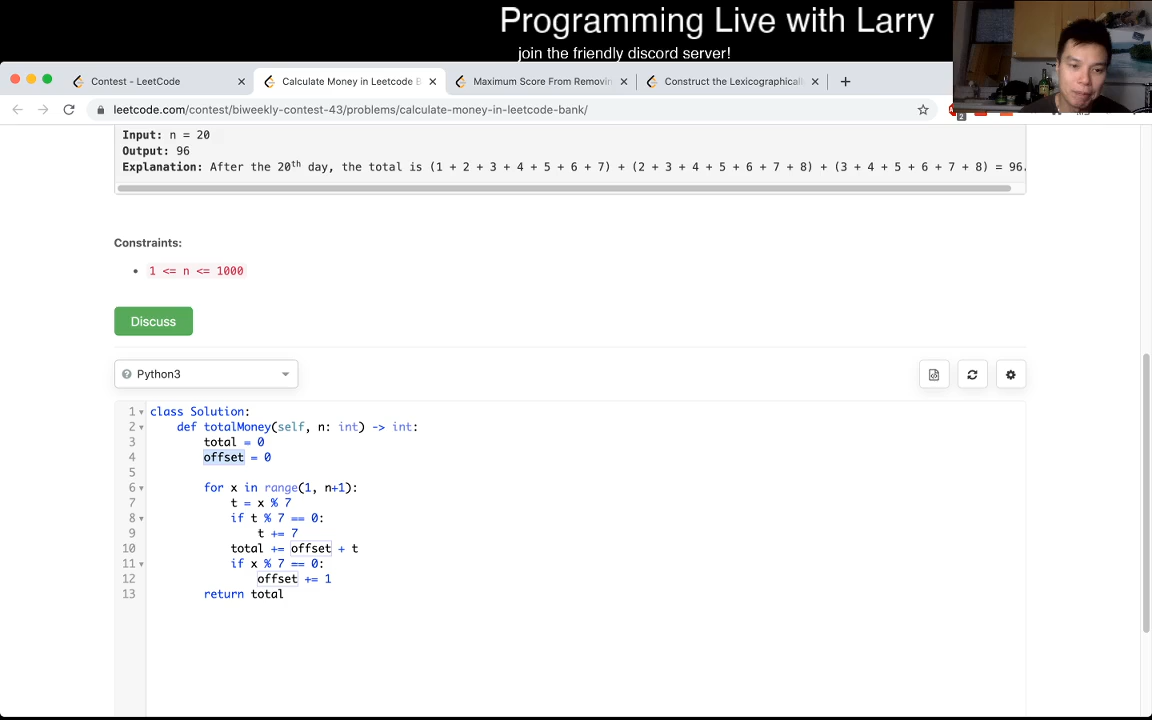 Programming Live with Larry
join the friendly discord server!
Contest - LeetCode
Calculate Money in Leetcode B
Maximum Score From Removin
Construct the Lexicographical
leetcode.com/contest/biweekly-contest-43/problems/calculate-money-in-leetcode-bank/
2
Input: n = 20
Output: 96
Explanation: After the 20th day, the total is (1 + 2 + 3 + 4 + 5 + 6 + 7) + (2 + 3 + 4 + 5 + 6 + 7 + 8) + (3 + 4 + 5 + 6 + 7 + 8) = 96.
Constraints:
• 1 <= n <= 1000
Discuss
Python3
1 class Solution:
2 def totalMoney(self, n: int) -> int:
3 total = 0
4 offset = 0
5
6 for x in range(1, n+1):
7 t = x % 7
8 if t % 7 == 0:
9 t += 7
10 total += offset + t
11 if x % 7 == 0:
12 offset += 1
13 return total